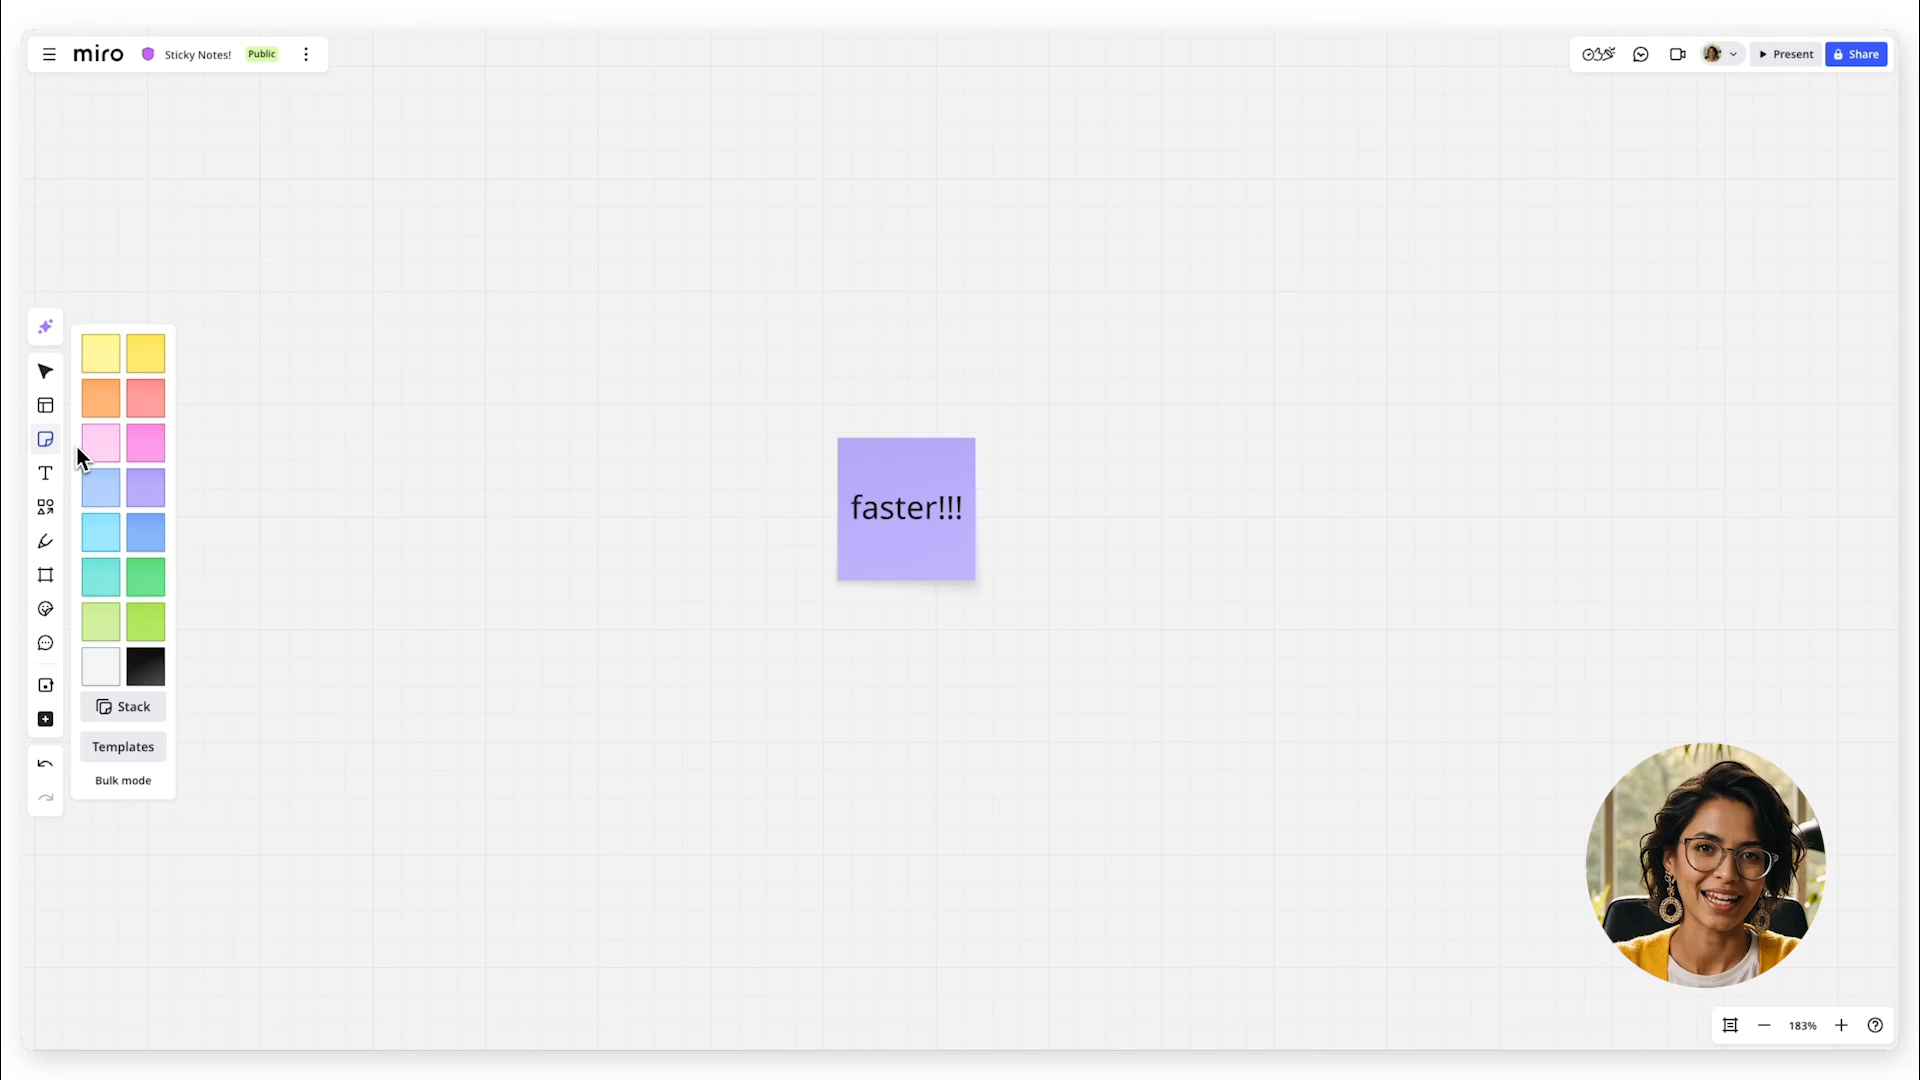 miro
Sticky Notes!
Public
Present
Share
faster!!!
Stack
Templates
Bulk mode
183%